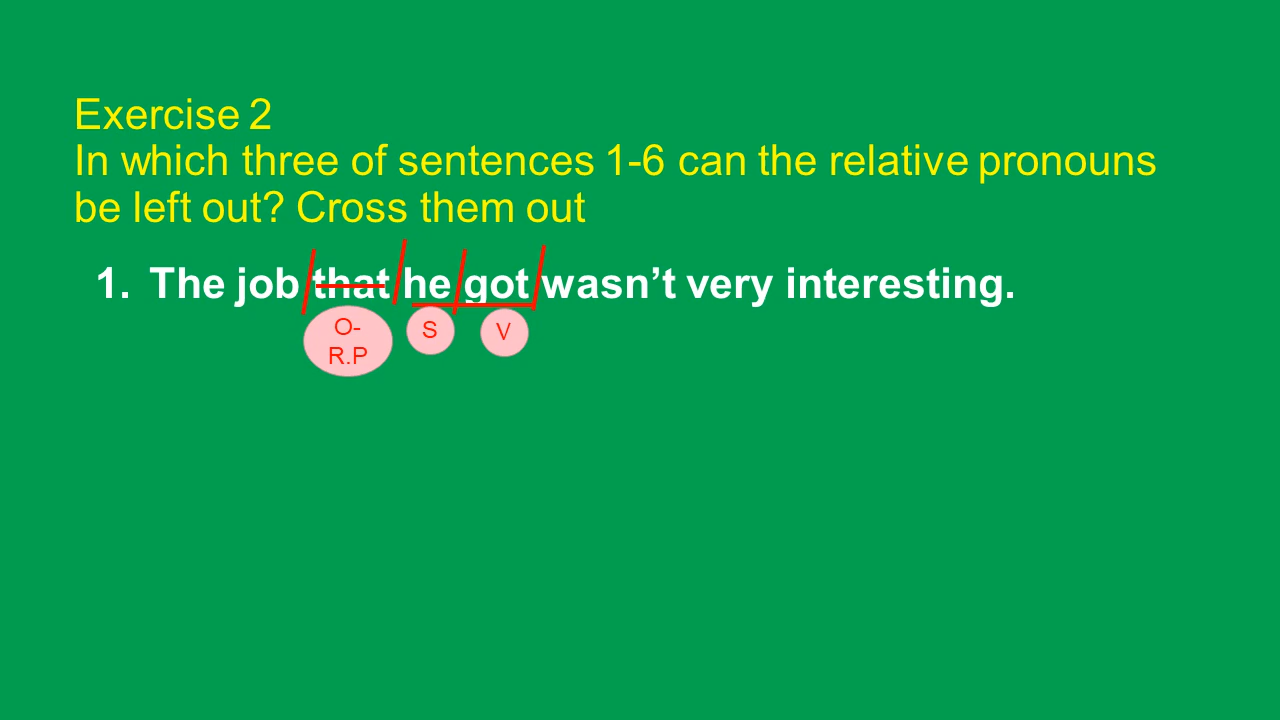 Exercise 2
In which three of sentences 1-6 can the relative pronouns
be left out? Cross them out
1. The job that he got wasn’t very interesting.
O-
R.P
S
V